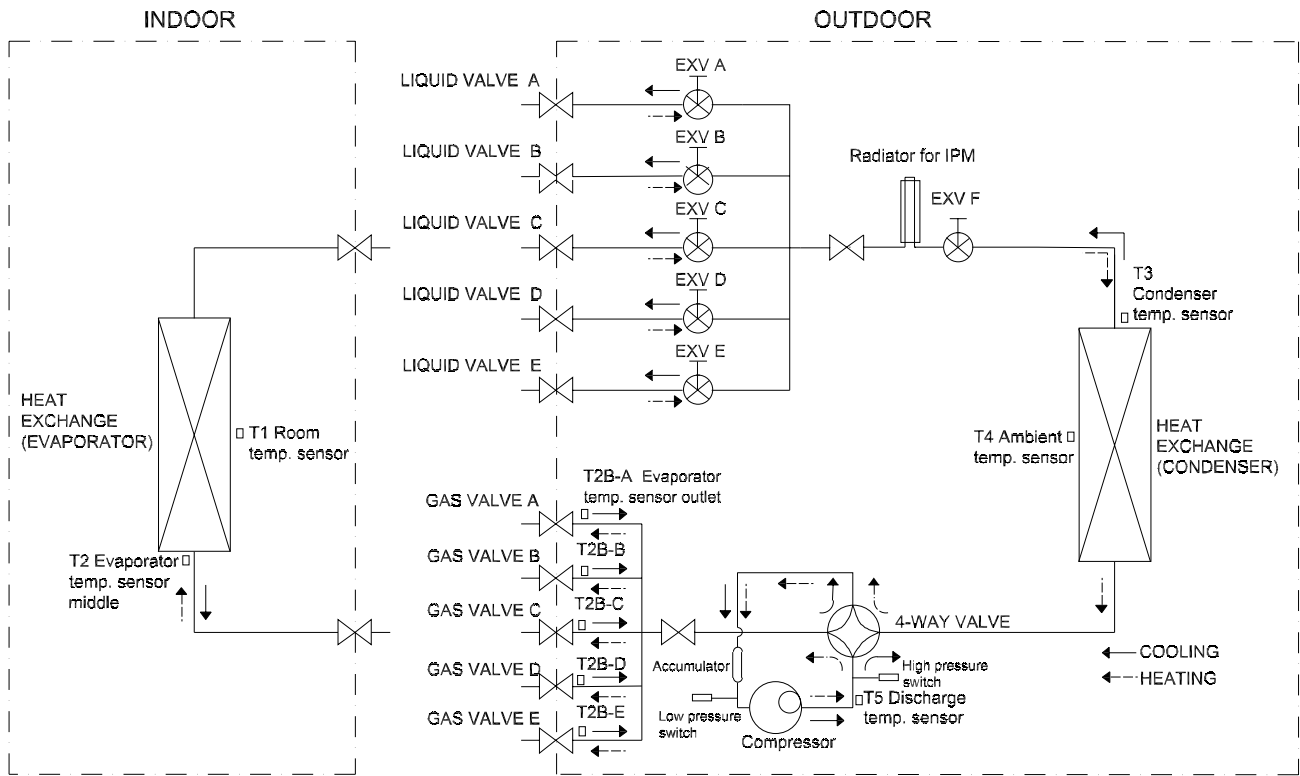 INDOOR
OUTDOOR
LIQUID VALVE A
EXV A
LIQUID VALVE B
EXV B
Radiator for IPM
EXV F
LIQUID VALVE C
EXV C
LIQUID VALVE D
EXV D
T3
Condenser
temp. sensor
LIQUID VALVE E
EXV E
HEAT
EXCHANGE
(EVAPORATOR)
T1 Room
temp. sensor
T4 Ambient
temp. sensor
HEAT
EXCHANGE
(CONDENSER)
T2B-A Evaporator
temp. sensor outlet
GAS VALVE A
T2 Evaporator
temp. sensor
middle
GAS VALVE B
T2B-B
GAS VALVE C
T2B-C
4-WAY VALVE
GAS VALVE D
T2B-D
Accumulator
High pressure
switch
COOLING
HEATING
GAS VALVE E
T2B-E
Low pressure
switch
Compressor
T5 Discharge
temp. sensor